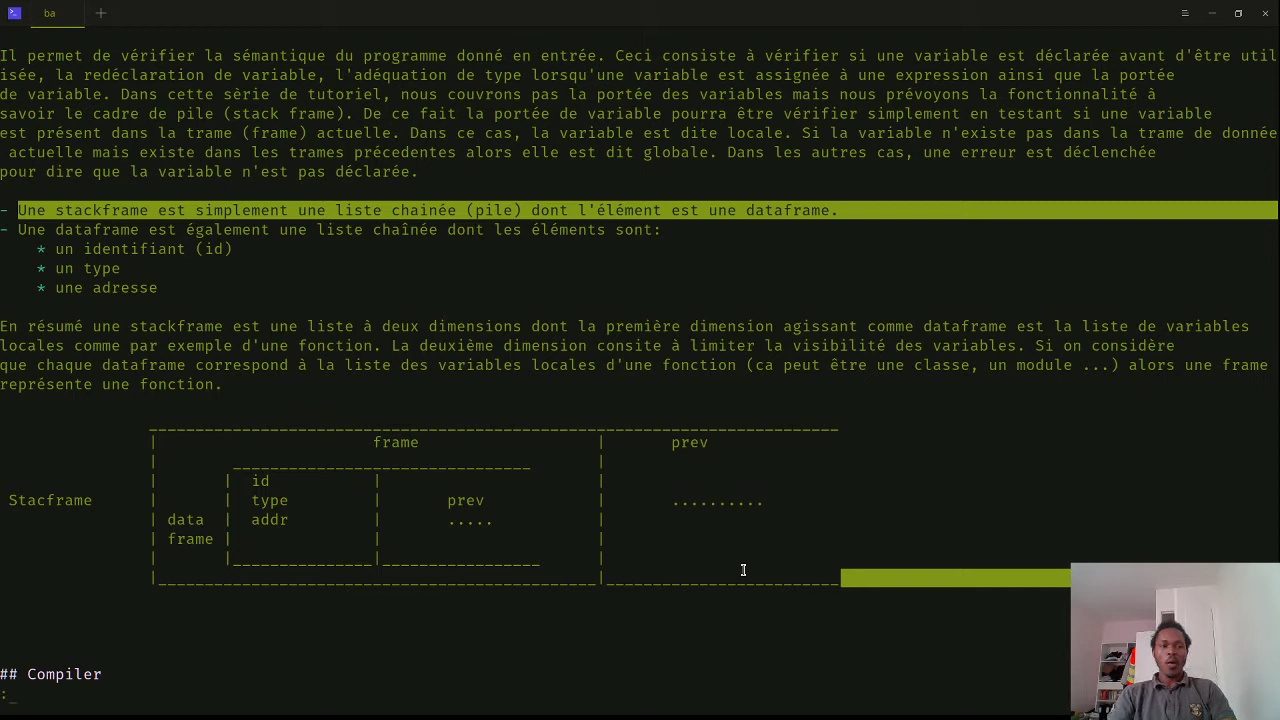 ba
Il permet de vérifier la sémantique du programme donné en entrée. Ceci consiste à vérifier si une variable est déclarée avant d'être util
isée, la redéclaration de variable, l'adéquation de type lorsqu'une variable est assignée à une expression ainsi que la portée
de variable. Dans cette sèrie de tutoriel, nous couvrons pas la portée des variables mais nous prévoyons la fonctionnalité à
savoir le cadre de pile (stack frame). De ce fait la portée de variable pourra être vérifier simplement en testant si une variable
est présent dans la trame (frame) actuelle. Dans ce cas, la variable est dite locale. Si la variable n'existe pas dans la trame de donnée
actuelle mais existe dans les trames précedentes alors elle est dit globale. Dans les autres cas, une erreur est déclenchée
pour dire que la variable n'est pas déclarée.
- Une stackframe est simplement une liste chainée (pile) dont l'élément est une dataframe.
- Une dataframe est également une liste chaînée dont les éléments sont:
* un identifiant (id)
* un type
* une adresse
En résumé une stackframe est une liste à deux dimensions dont la première dimension agissant comme dataframe est la liste de variables
locales comme par exemple d'une fonction. La deuxième dimension consite à limiter la visibilité des variables. Si on considère
que chaque dataframe correspond à la liste des variables locales d'une fonction (ca peut être une classe, un module ...) alors une frame
représente une fonction.
frame prev
id
Stacframe type prev ..........
data addr .....
frame
## Compiler
:_